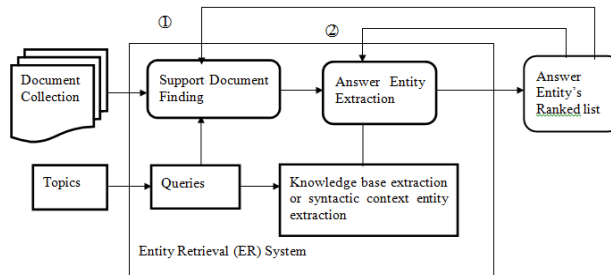 ①
②
Document
Collection
Support Document
Finding
Answer Entity
Extraction
Answer
Entity's
Ranked list
Topics
Queries
Knowledge base extraction
or syntactic context entity
extraction
Entity Retrieval (ER) System